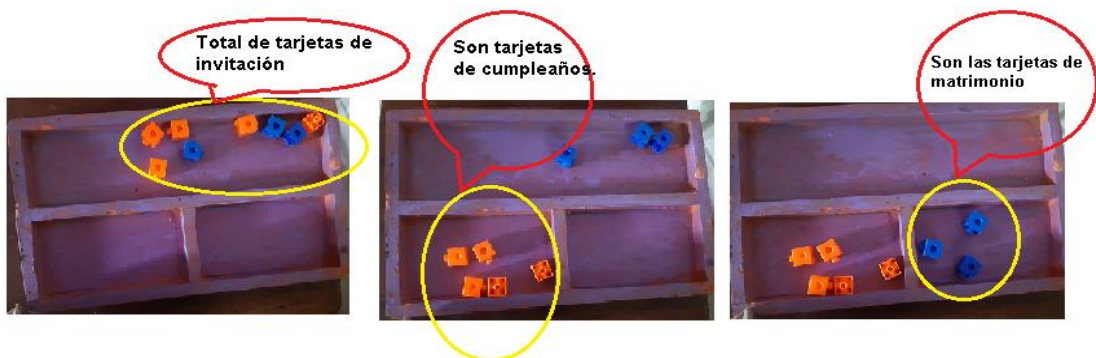 Total de tarjetas de
invitación
Son tarjetas
de cumpleaños.
Son las tarjetas de
matrimonio